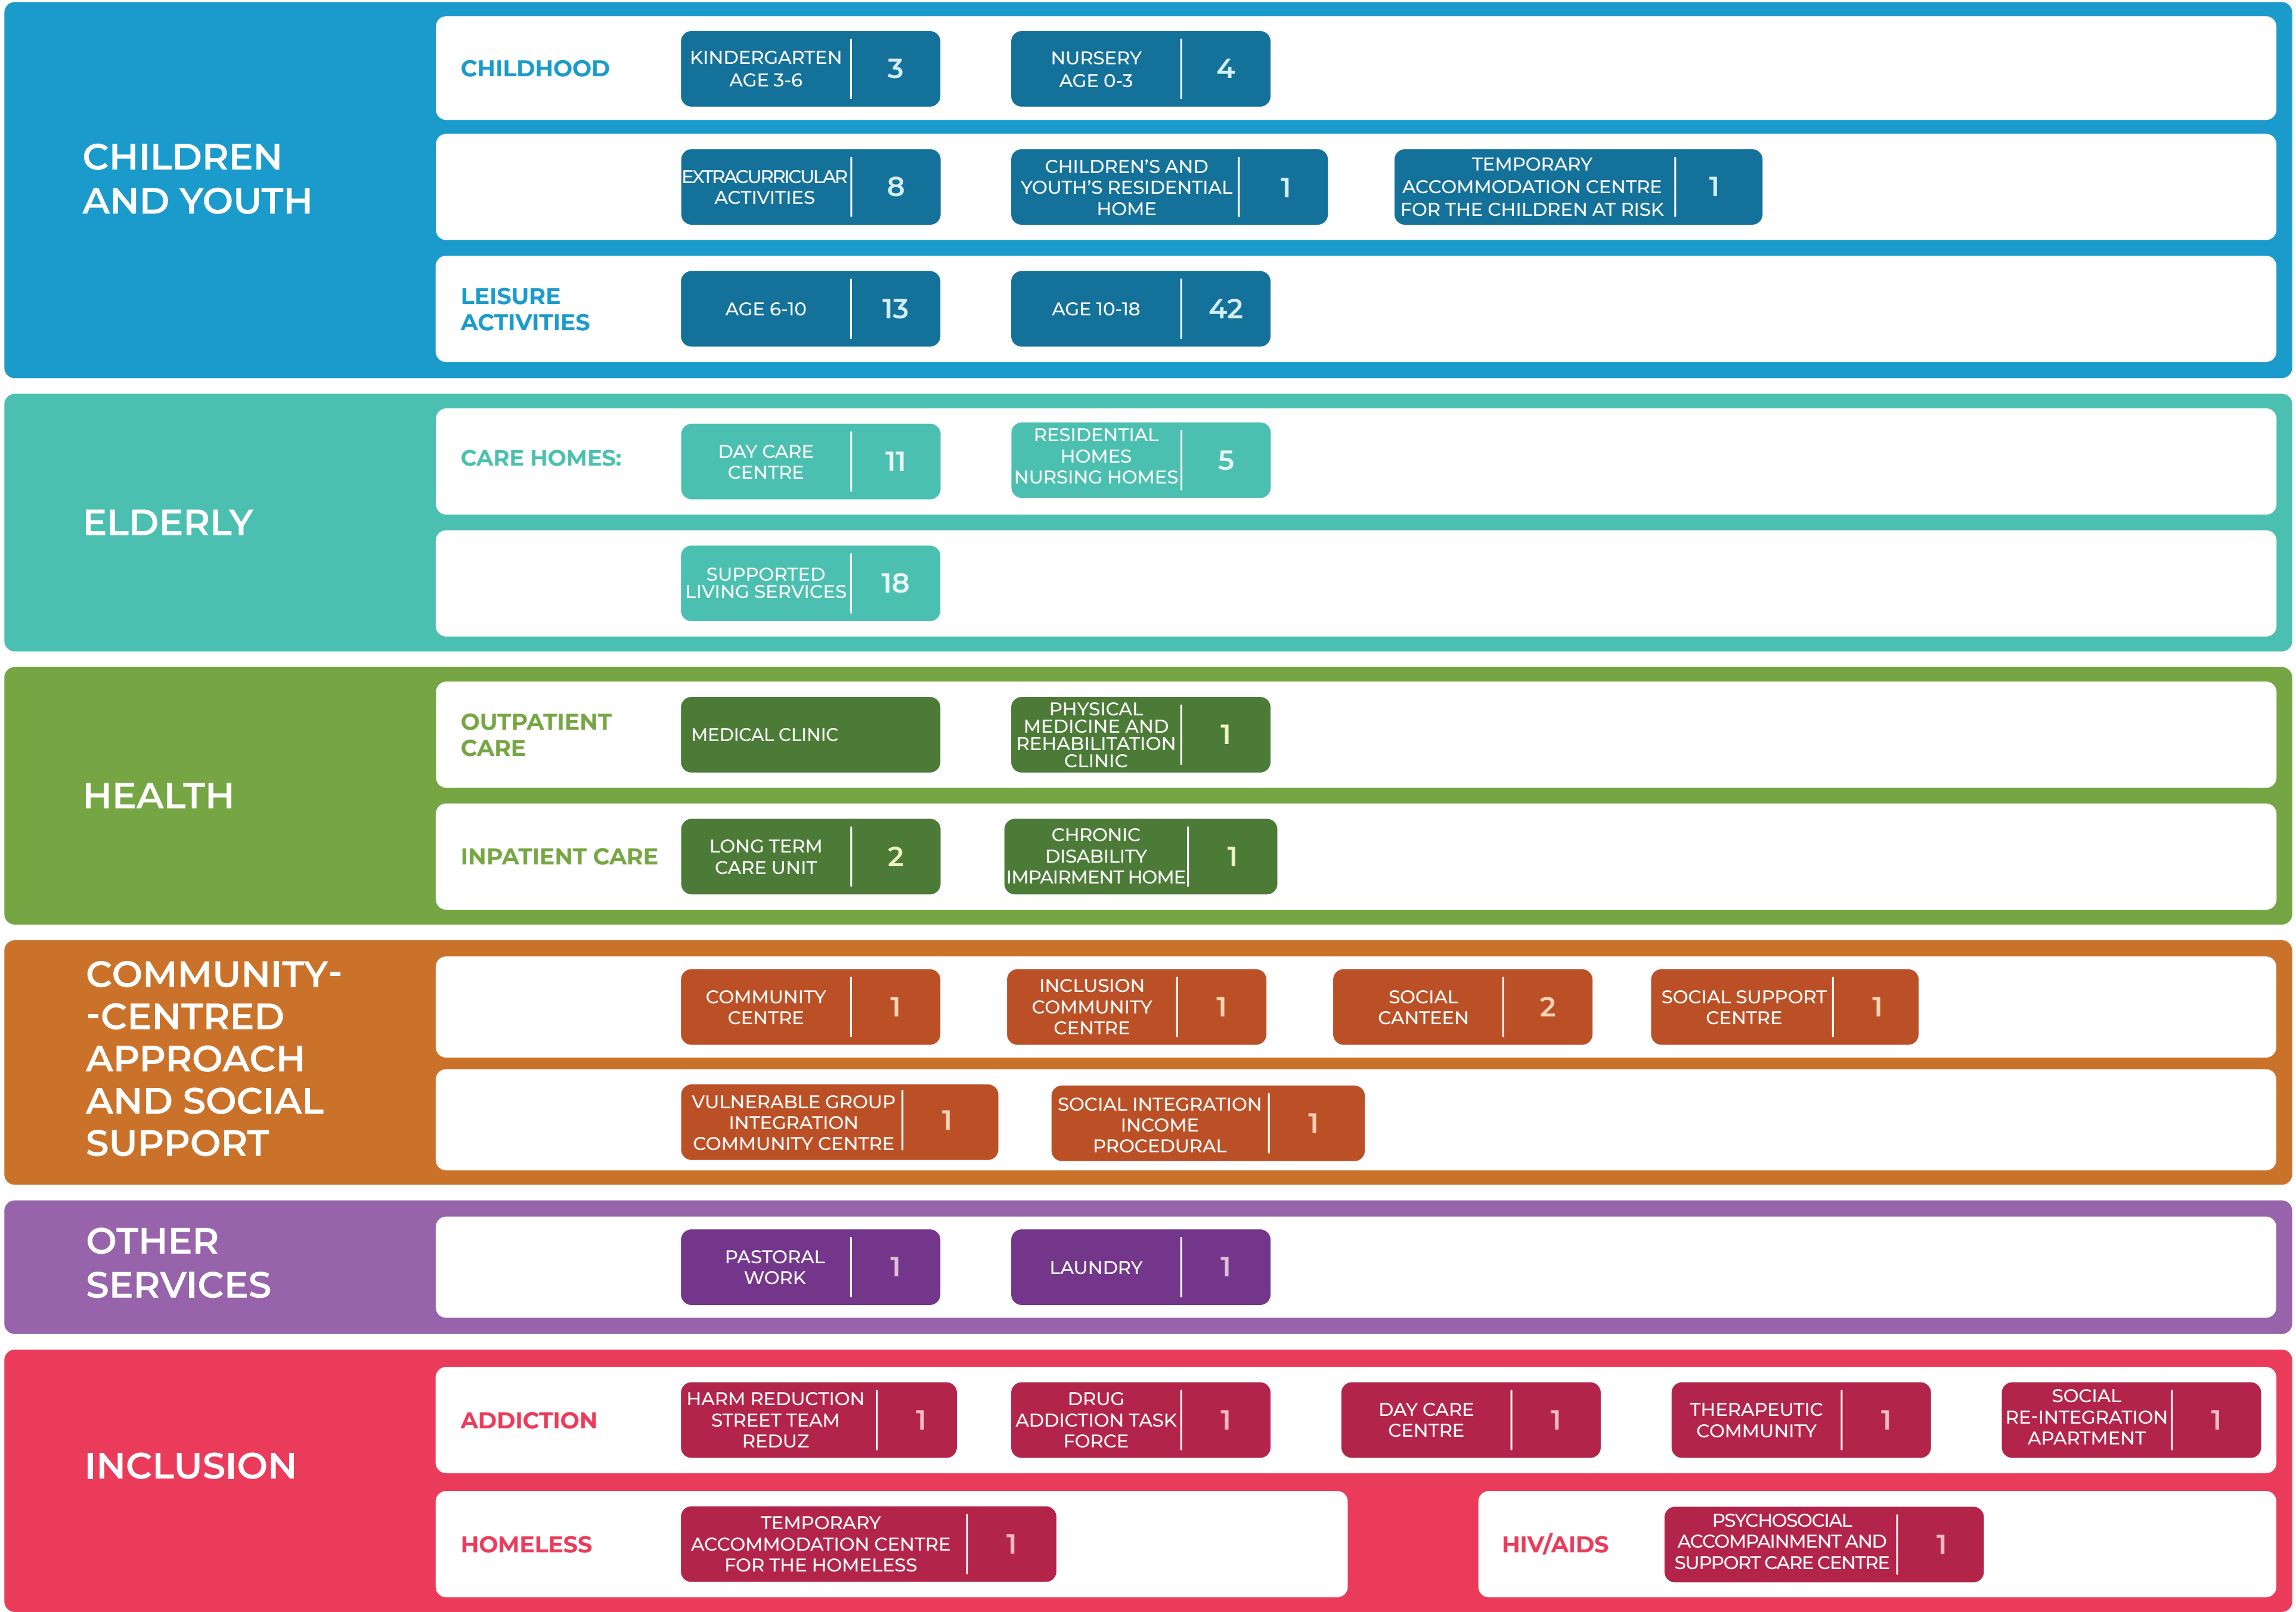 CHILDREN
AND YOUTH
CHILDHOOD
KINDERGARTEN
AGE 3-6
3
NURSERY
AGE 0-3
4
EXTRACURRICULAR
ACTIVITIES
8
CHILDREN'S AND
YOUTH'S RESIDENTIAL
HOME
1
TEMPORARY
ACCOMMODATION CENTRE
FOR THE CHILDREN AT RISK
1
LEISURE
ACTIVITIES
AGE 6-10
13
AGE 10-18
42
ELDERLY
CARE HOMES:
DAY CARE
CENTRE
11
RESIDENTIAL
HOMES
NURSING HOMES
5
SUPPORTED
LIVING SERVICES
18
HEALTH
OUTPATIENT
CARE
MEDICAL CLINIC
PHYSICAL
MEDICINE AND
REHABILITATION
CLINIC
1
INPATIENT CARE
LONG TERM
CARE UNIT
2
CHRONIC
DISABILITY
IMPAIRMENT HOME
1
COMMUNITY-
-CENTRED
APPROACH
AND SOCIAL
SUPPORT
COMMUNITY
CENTRE
1
INCLUSION
COMMUNITY
CENTRE
1
SOCIAL
CANTEEN
2
SOCIAL SUPPORT
CENTRE
1
VULNERABLE GROUP
INTEGRATION
COMMUNITY CENTRE
1
SOCIAL INTEGRATION
INCOME
PROCEDURAL
1
OTHER
SERVICES
PASTORAL
WORK
1
LAUNDRY
1
INCLUSION
ADDICTION
HARM REDUCTION
STREET TEAM
REDUZ
1
DRUG
ADDICTION TASK
FORCE
1
DAY CARE
CENTRE
1
THERAPEUTIC
COMMUNITY
1
SOCIAL
RE-INTEGRATION
APARTMENT
1
HOMELESS
TEMPORARY
ACCOMMODATION CENTRE
FOR THE HOMELESS
1
HIV/AIDS
PSYCHOSOCIAL
ACCOMPAINMENT AND
SUPPORT CARE CENTRE
1